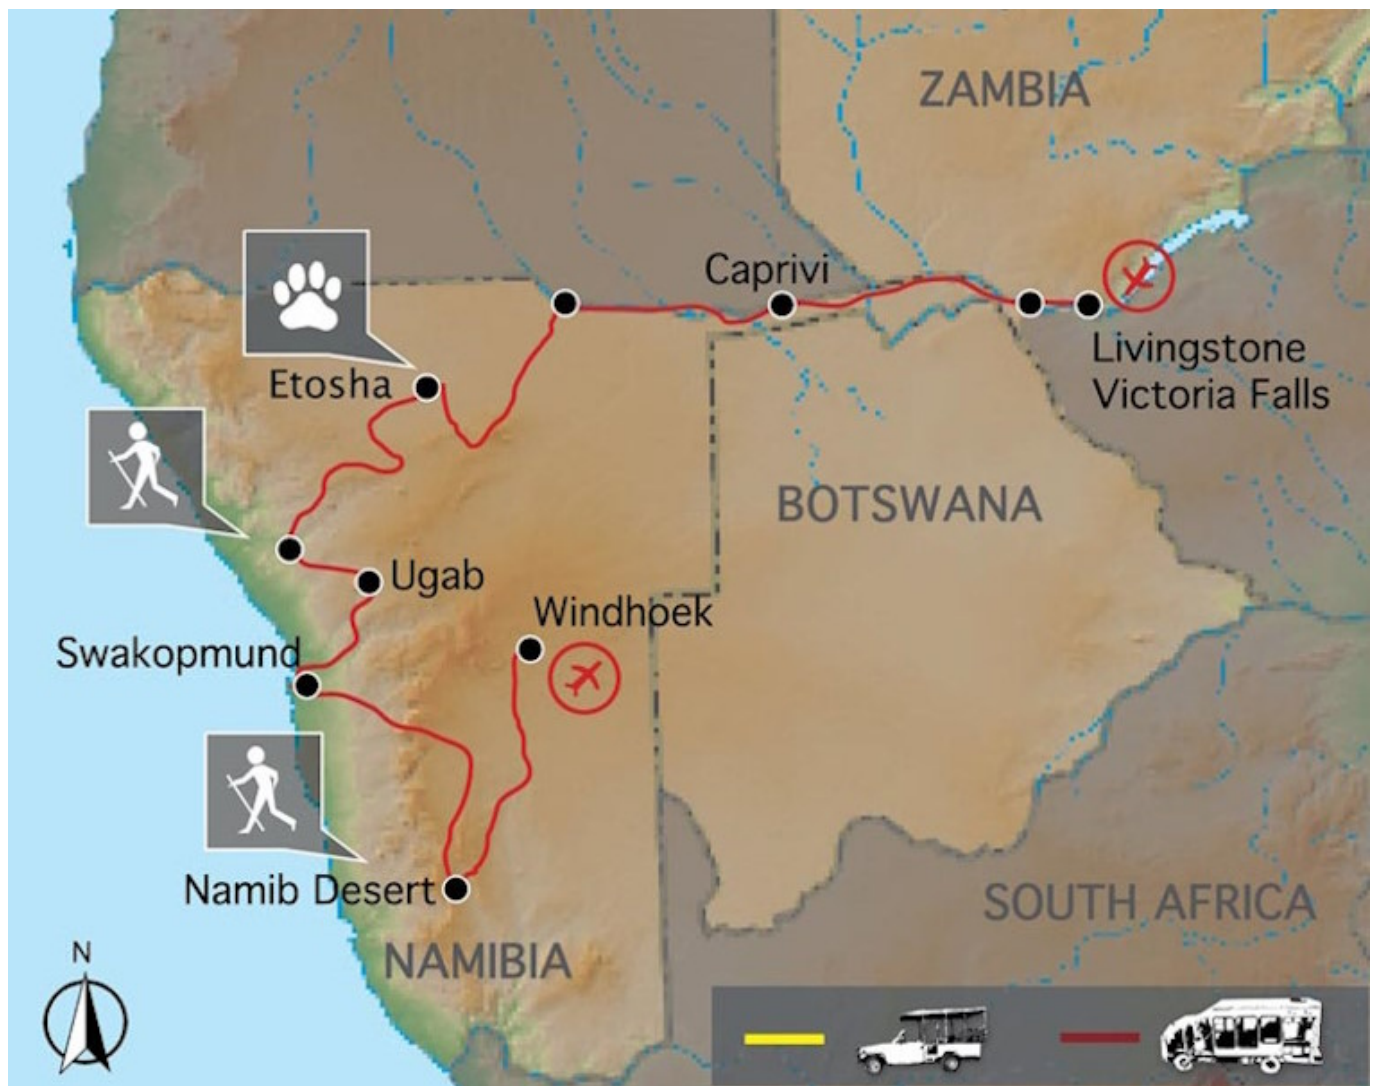 ZAMBIA
Caprivi
Livingstone
Victoria Falls
Etosha
BOTSWANA
Ugab
Windhoek
Swakopmund
Namib Desert
SOUTH AFRICA
NAMIBIA
N